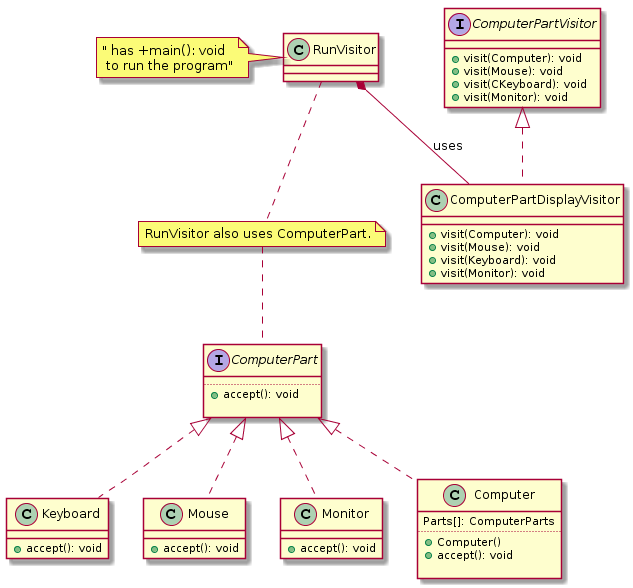 " has +main(): void
to run the program"
C RunVisitor
I ComputerPartVisitor
visit(Computer): void
visit(Mouse): void
visit(CKeyboard): void
visit(Monitor): void
uses
C ComputerPartDisplayVisitor
visit(Computer): void
visit(Mouse): void
visit(Keyboard): void
visit(Monitor): void
RunVisitor also uses ComputerPart.
I ComputerPart
accept(): void
C Keyboard
accept(): void
C Mouse
accept(): void
C Monitor
accept(): void
C Computer
Parts[]: ComputerParts
Computer()
accept(): void